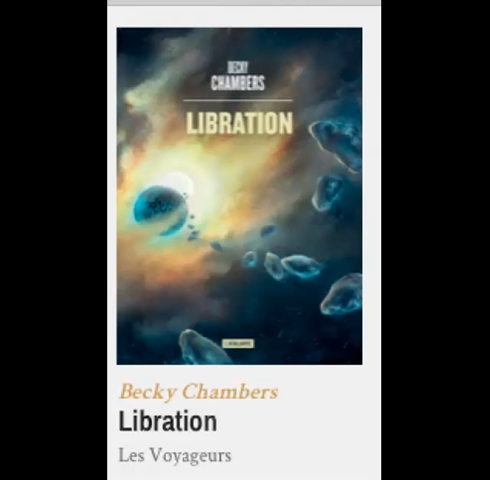 BECKY
CHAMBERS
LIBRATION
Becky Chambers
Libration
Les Voyageurs